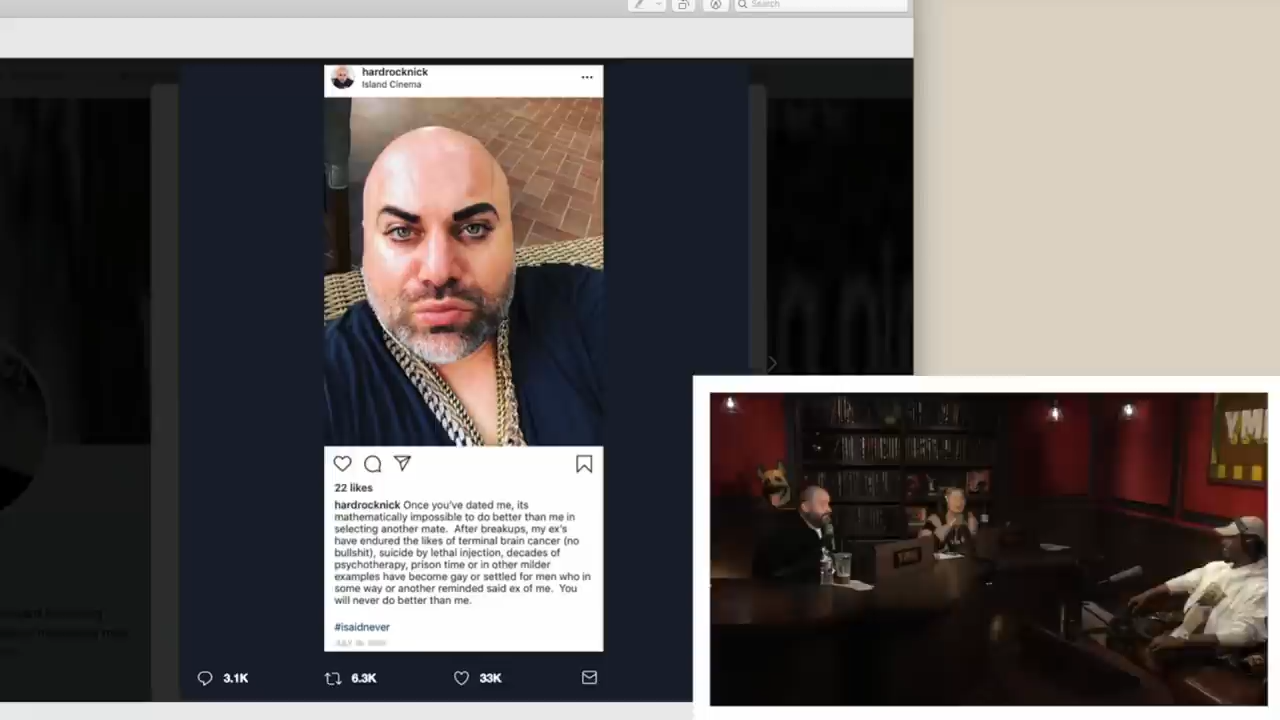 Search
hardrocknick
Island Cinema
22 likes
hardrocknick Once you've dated me, its
mathematically impossible to do better than me in
selecting another mate. After breakups, my ex's
have endured the likes of terminal brain cancer (no
bullshit), suicide by lethal injection, decades of
psychotherapy, prison time or in other milder
examples have become gay or settled for men who in
some way or another reminded said ex of me. You
will never do better than me.
#isaidnever
3.1K
6.3K
33K
YM